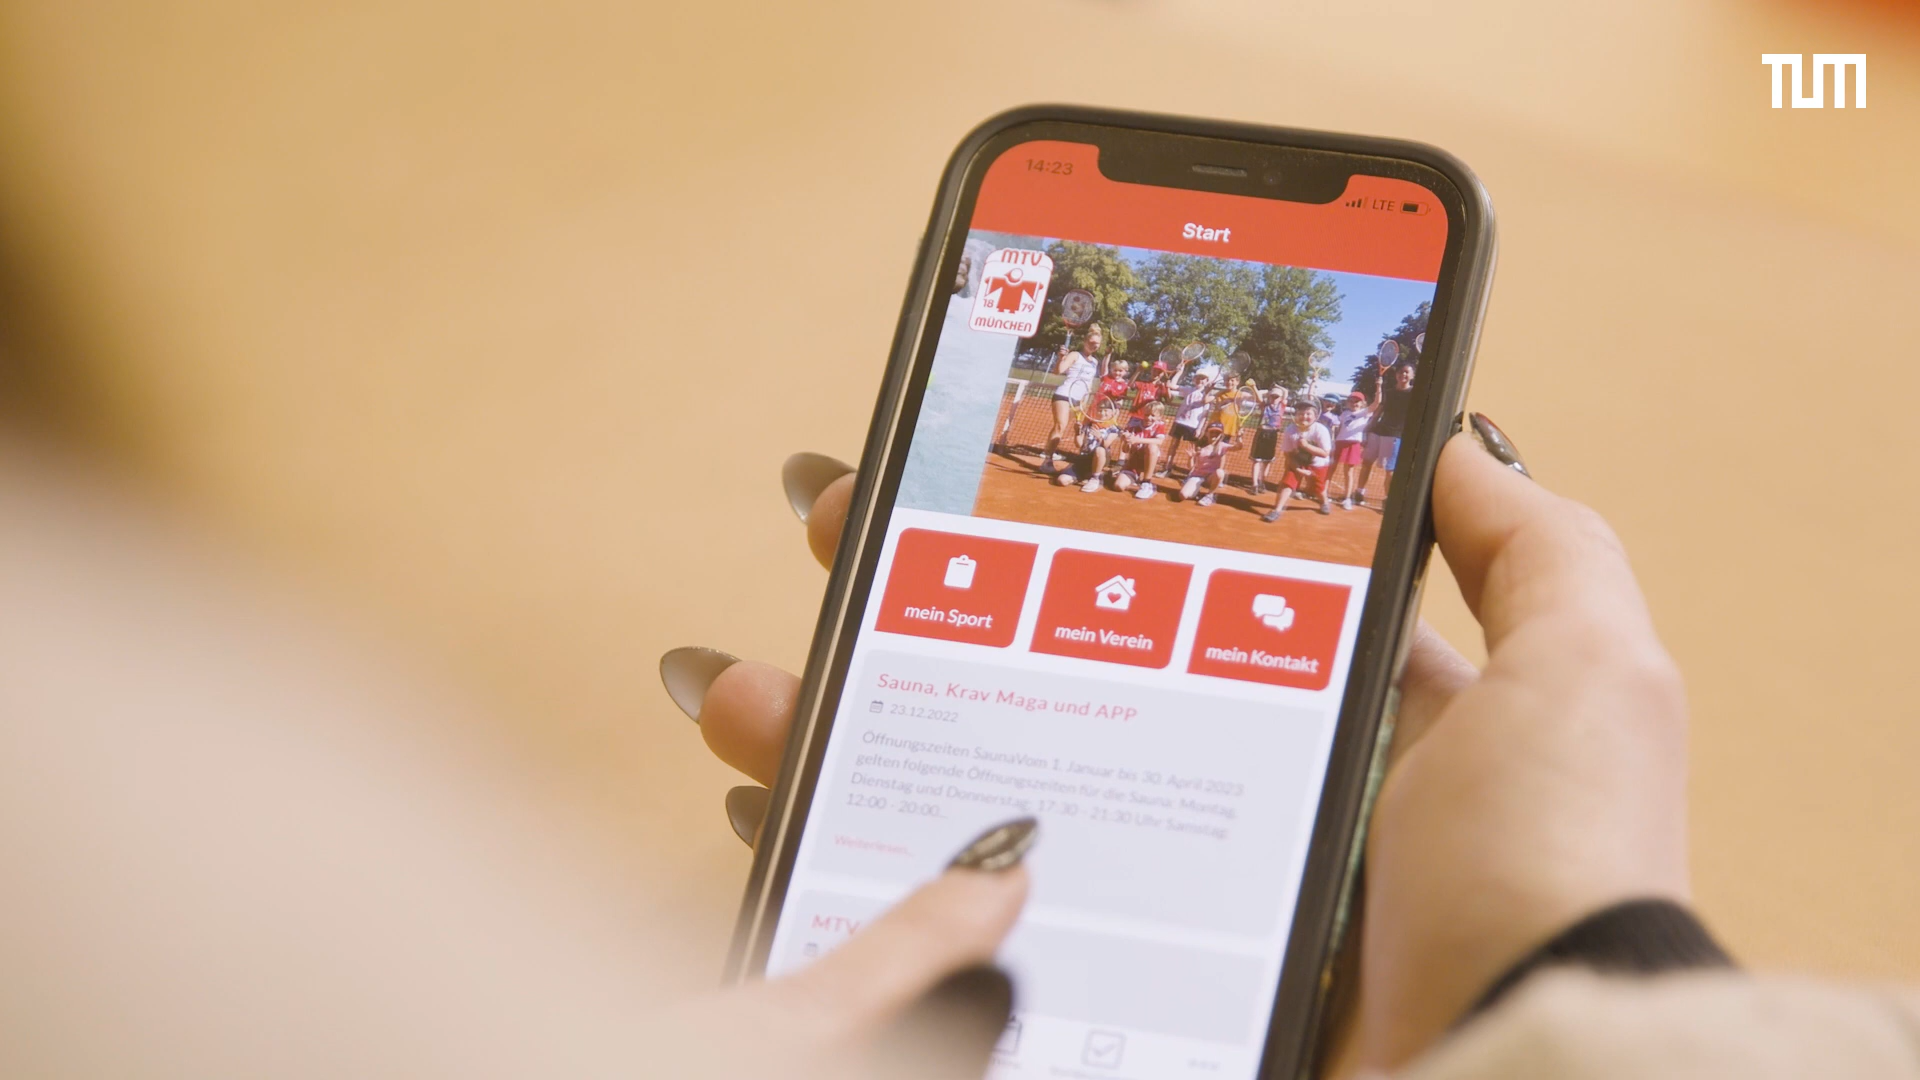 TUM
14:23
LTE
Start
MTV
18 79
MÜNCHEN
mein Sport
mein Verein
mein Kontakt
Sauna, Krav Maga und APP
23.12.2022
Öffnungszeiten SaunaVom 1. Januar bis 30. April 2023
gelten folgende Öffnungszeiten für die Sauna: Montag,
Dienstag und Donnerstag: 17:30 - 21:30 Uhr Samstag:
12:00 - 20:00...
Weiterlesen...
MTV